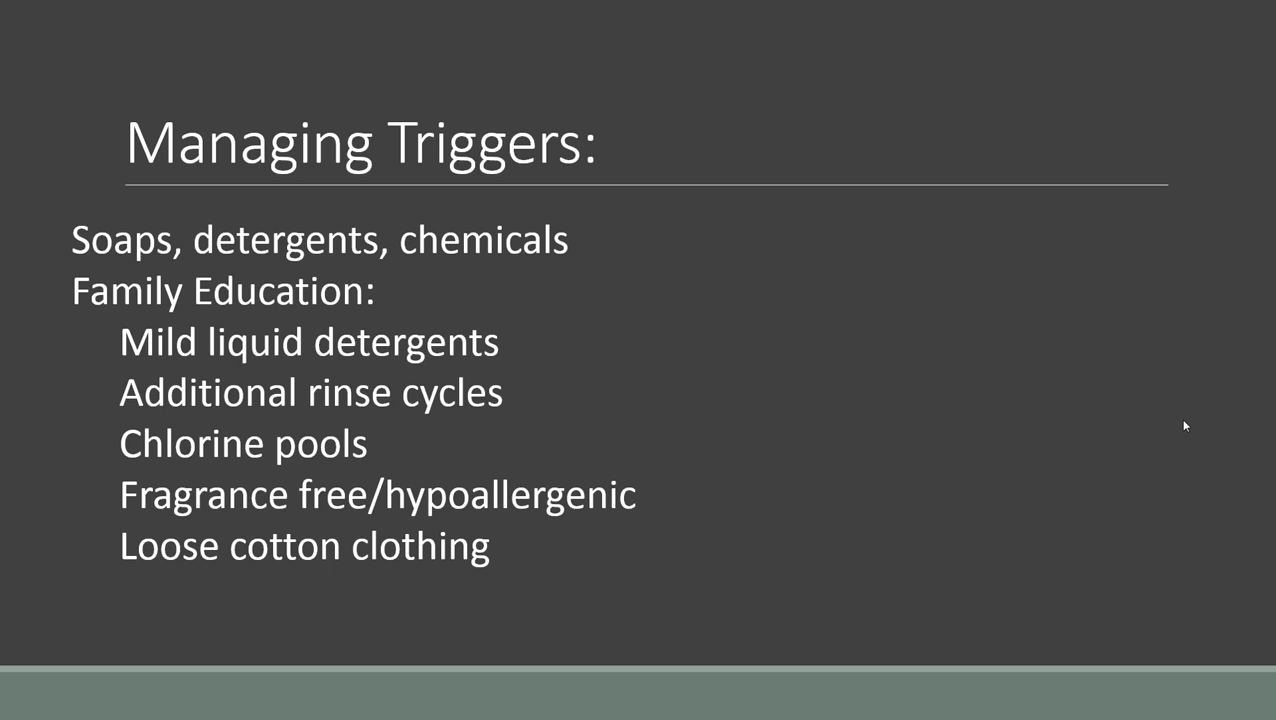 Managing Triggers:
Soaps, detergents, chemicals
Family Education:
Mild liquid detergents
Additional rinse cycles
Chlorine pools
Fragrance free/hypoallergenic
Loose cotton clothing